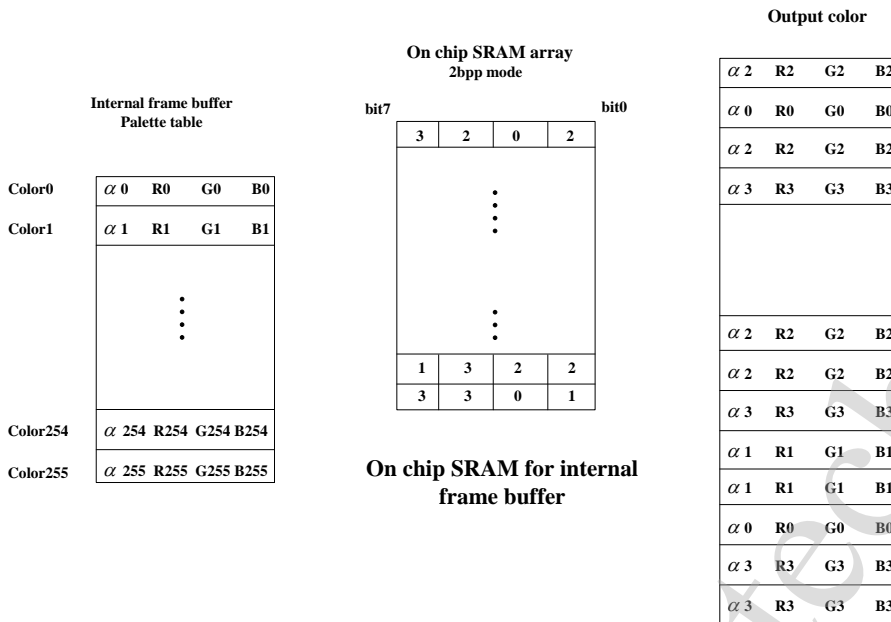 Output color
On chip SRAM array
2bpp mode
Internal frame buffer
Palette table
bit7 bit0
3 2 0 2
1 3 2 2
3 3 0 1
Color0 α 0 R0 G0 B0
Color1 α 1 R1 G1 B1
Color254 α 254 R254 G254 B254
Color255 α 255 R255 G255 B255
On chip SRAM for internal
frame buffer
α 2 R2 G2 B2
α 0 R0 G0 B0
α 2 R2 G2 B2
α 3 R3 G3 B3
α 2 R2 G2 B2
α 2 R2 G2 B2
α 3 R3 G3 B3
α 1 R1 G1 B1
α 1 R1 G1 B1
α 0 R0 G0 B0
α 3 R3 G3 B3
α 3 R3 G3 B3